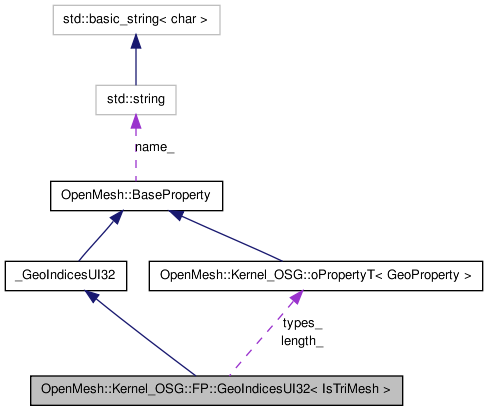 std::basic_string< char >
std::string
name_
OpenMesh::BaseProperty
_GeoIndicesUI32
OpenMesh::Kernel_OSG::oPropertyT< GeoProperty >
types_
length_
OpenMesh::Kernel_OSG::FP::GeoIndicesUI32< IsTriMesh >